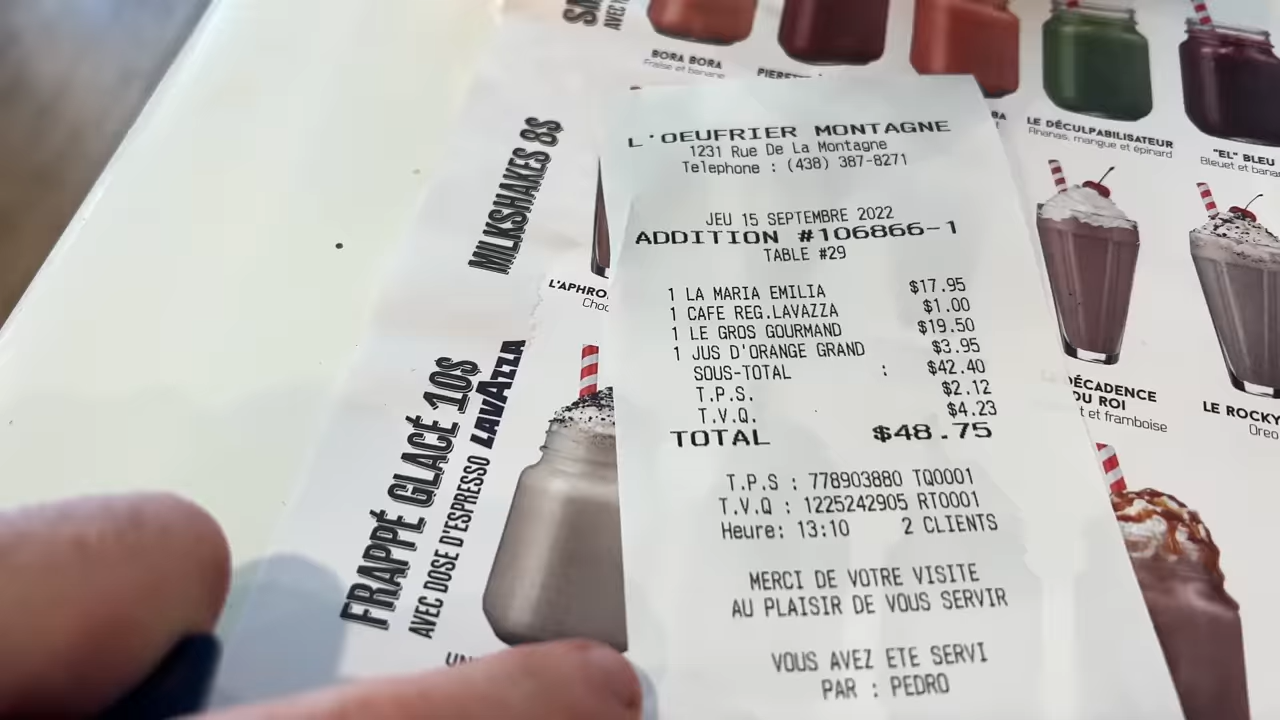 BORA BORA
Fraise et banane
LE DÉCULPABILISATEUR
Ananas, mangue et épinard
"EL" BLEU
MILKSHAKES 8$
FRAPPÉ GLACÉ 10$
AVEC DOSE D'ESPRESSO LAVAZZA
DU ROI
et framboise
LE ROCKY
Oreo
L'OEUFRIER MONTAGNE
1231 Rue De La Montagne
Telephone : (438) 387-8271
JEU 15 SEPTEMBRE 2022
ADDITION #106866-1
TABLE #29
1 LA MARIA EMILIA $17.95
1 CAFE REG.LAVAZZA $1.00
1 LE GROS GOURMAND $19.50
1 JUS D'ORANGE GRAND $3.95
SOUS-TOTAL : $42.40
T.P.S. $2.12
T.V.Q. $4.23
TOTAL $48.75
T.P.S : 778903880 TQ0001
T.V.Q : 1225242905 RT0001
Heure: 13:10 2 CLIENTS
MERCI DE VOTRE VISITE
AU PLAISIR DE VOUS SERVIR
VOUS AVEZ ETE SERVI
PAR : PEDRO